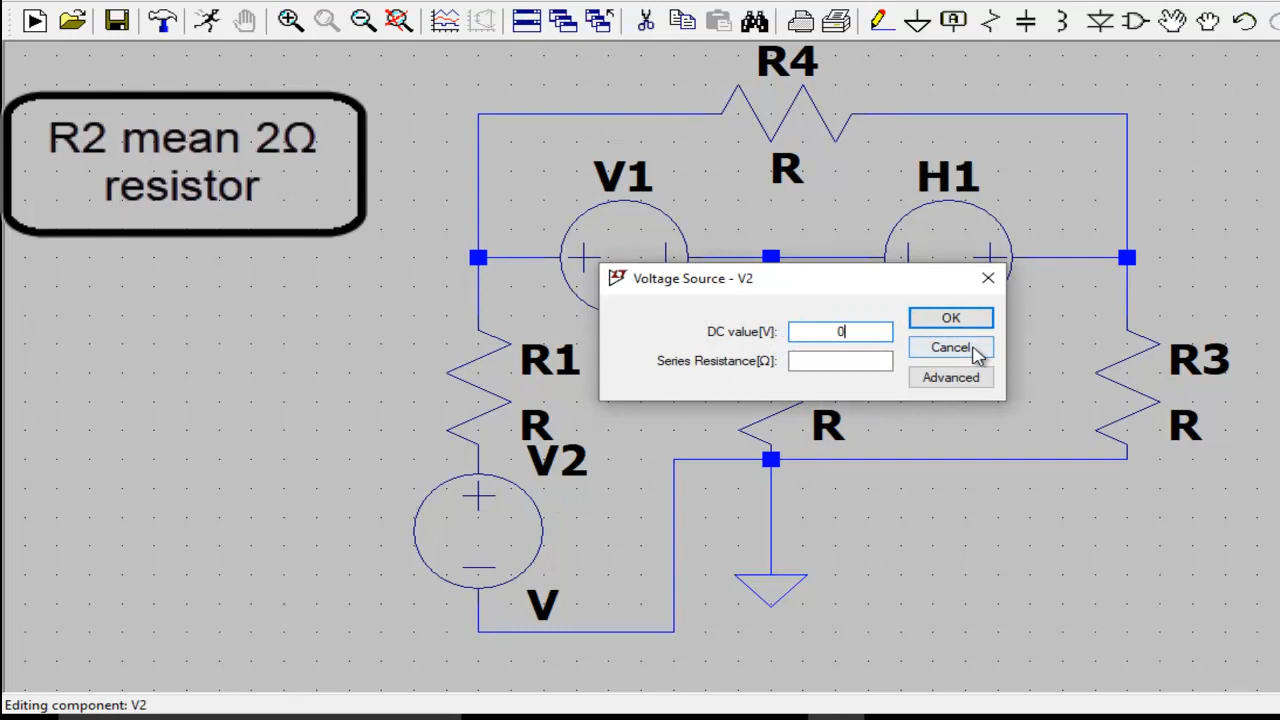 R4
R2 mean 2Ω
resistor
R
V1
H1
Voltage Source - V2
DC value[V]:
0
OK
Series Resistance[Ω]:
Cancel
Advanced
R1
R
R3
R
R
V2
V
Editing component: V2